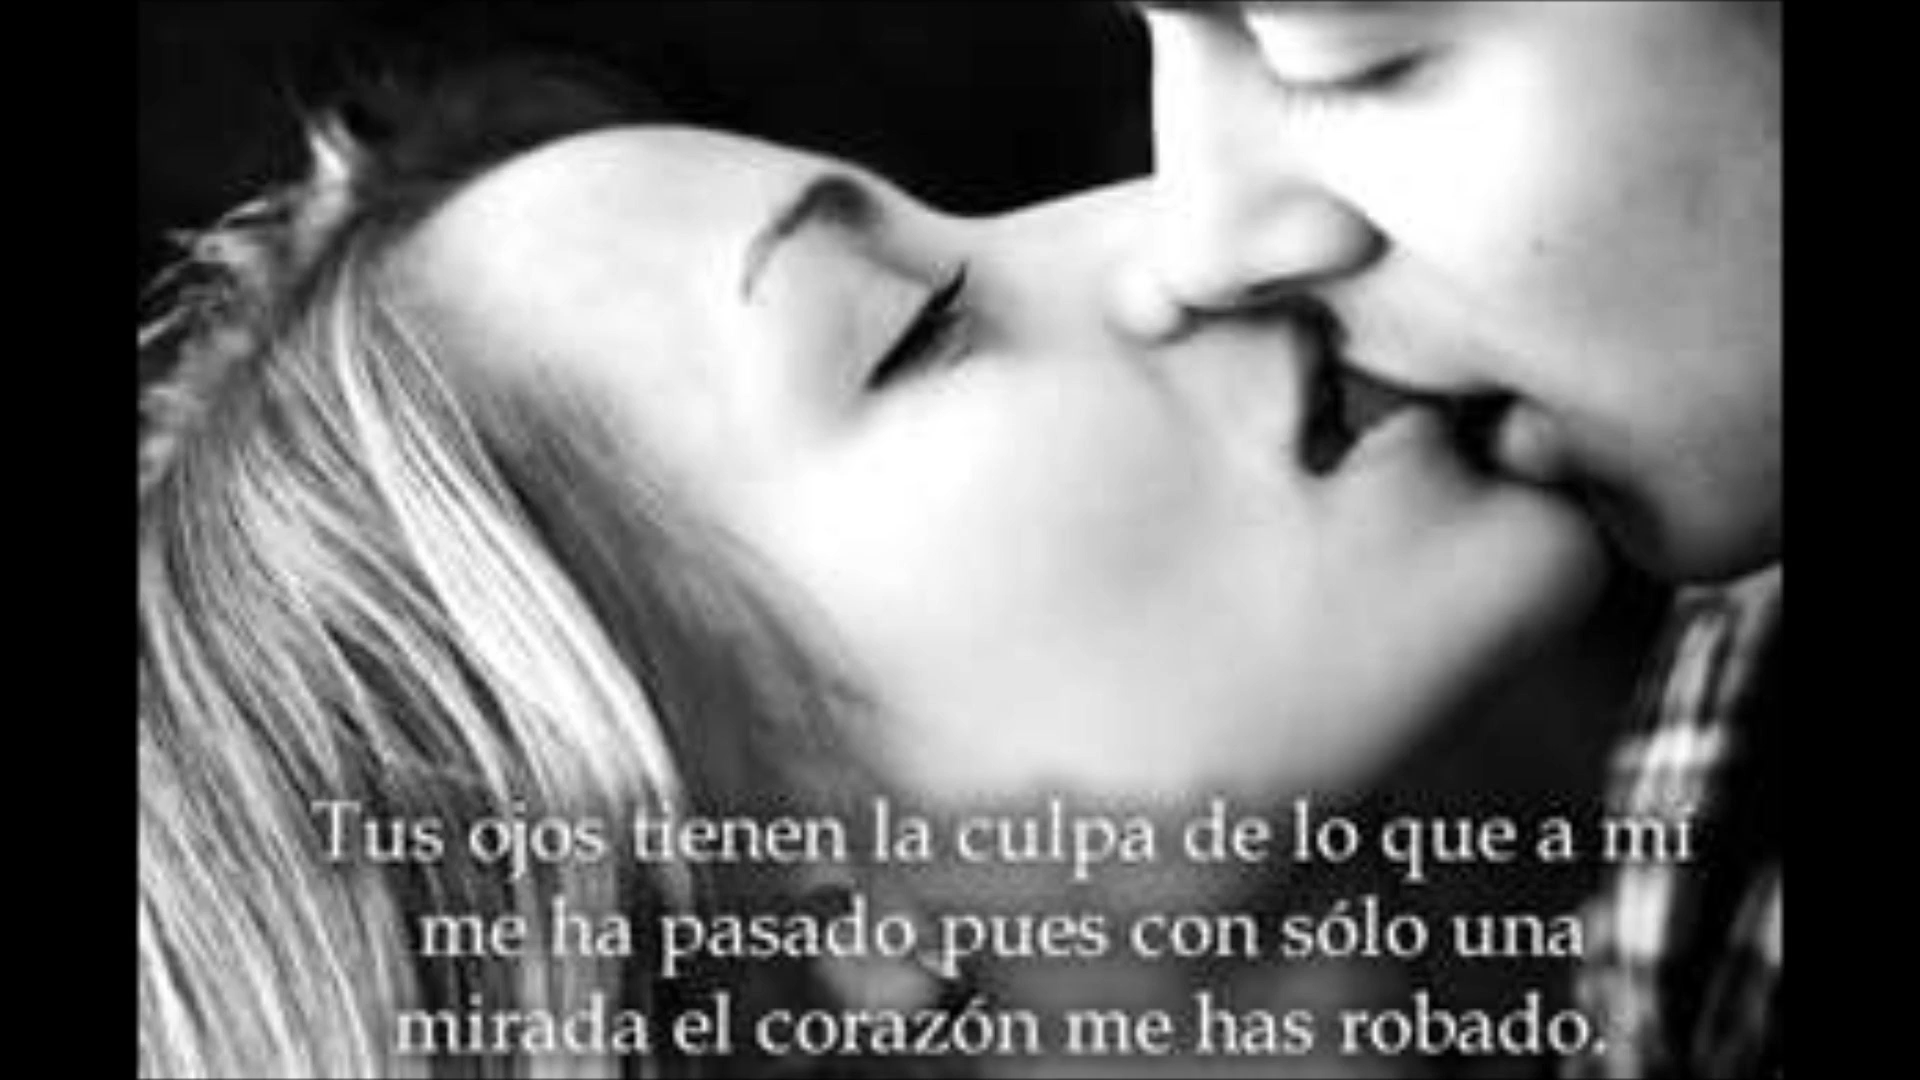 Tus ojos tienen la culpa de lo que a mí
me ha pasado pues con sólo una
mirada el corazón me has robado.